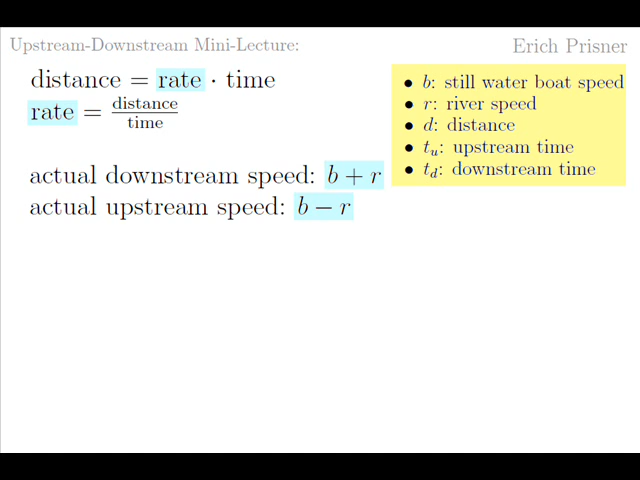 Upstream-Downstream Mini-Lecture:
Erich Prisner
distance = rate · time
rate = distance/time
actual downstream speed: b + r
actual upstream speed: b − r
• b: still water boat speed
• r: river speed
• d: distance
• tᵤ: upstream time
• t_d: downstream time